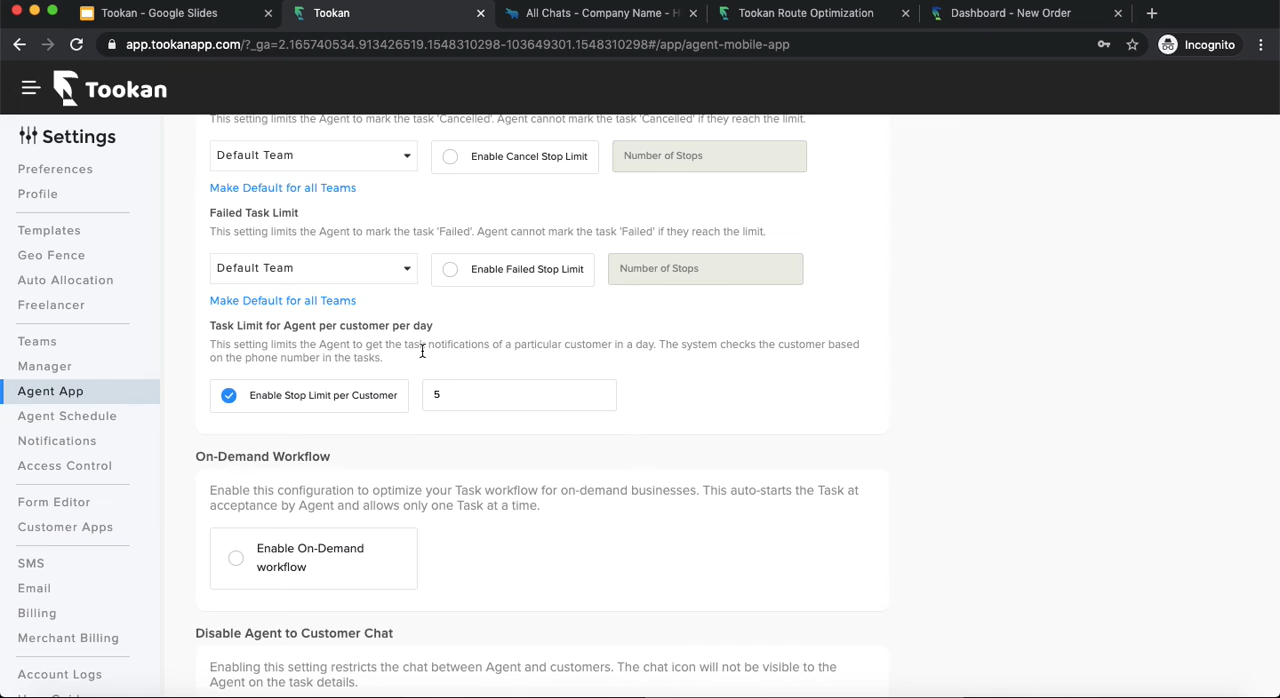 Tookan - Google Slides
Tookan
All Chats - Company Name - H
Tookan Route Optimization
Dashboard - New Order
app.tookanapp.com/?_ga=2.165740534.913426519.1548310298-103649301.1548310298#/app/agent-mobile-app
Incognito
Tookan
Settings
Preferences
Profile
Templates
Geo Fence
Auto Allocation
Freelancer
Teams
Manager
Agent App
Agent Schedule
Notifications
Access Control
Form Editor
Customer Apps
SMS
Email
Billing
Merchant Billing
Account Logs
This setting limits the Agent to mark the task 'Cancelled'. Agent cannot mark the task 'Cancelled' if they reach the limit.
Default Team
Enable Cancel Stop Limit
Number of Stops
Make Default for all Teams
Failed Task Limit
This setting limits the Agent to mark the task 'Failed'. Agent cannot mark the task 'Failed' if they reach the limit.
Default Team
Enable Failed Stop Limit
Number of Stops
Make Default for all Teams
Task Limit for Agent per customer per day
This setting limits the Agent to get the task notifications of a particular customer in a day. The system checks the customer based
on the phone number in the tasks.
Enable Stop Limit per Customer
5
On-Demand Workflow
Enable this configuration to optimize your Task workflow for on-demand businesses. This auto-starts the Task at
acceptance by Agent and allows only one Task at a time.
Enable On-Demand
workflow
Disable Agent to Customer Chat
Enabling this setting restricts the chat between Agent and customers. The chat icon will not be visible to the
Agent on the task details.